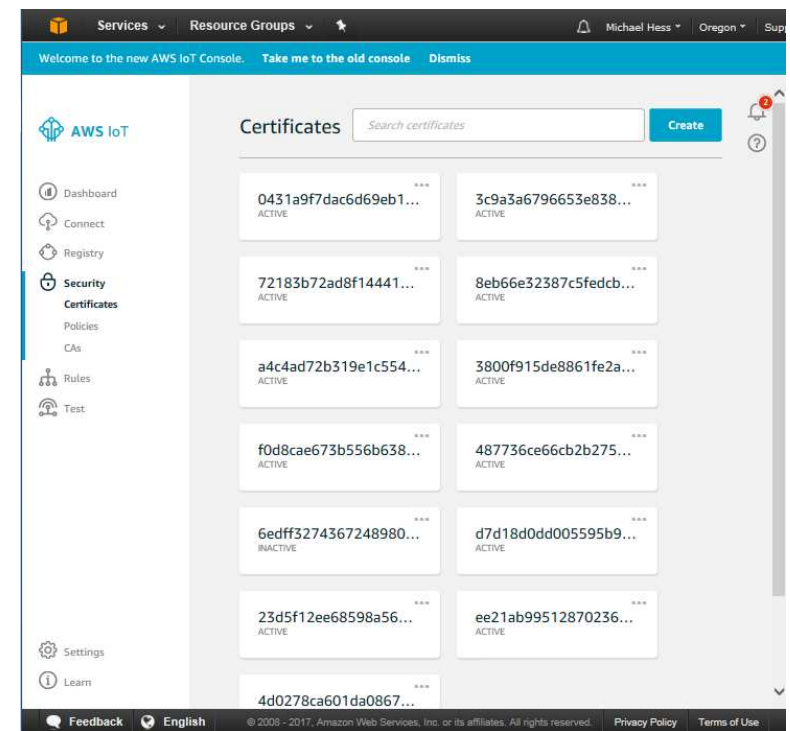 Services Resource Groups Michael Hess Oregon
Welcome to the new AWS IoT Console. Take me to the old console Dismiss
AWS IoT
Dashboard
Connect
Registry
Security
Certificates
Policies
CAs
Rules
Test
Settings
Learn
Certificates Search certificates Create
2
0431a9f7dac6d69eb1... 3c9a3a6796653e838...
ACTIVE ACTIVE
72183b72ad8f14441... 8eb66e32387c5fedcb...
ACTIVE ACTIVE
a4c4ad72b319e1c554... 3800f915de8861fe2a...
ACTIVE ACTIVE
f0d8cae673b556b638... 487736ce66cb2b275...
ACTIVE ACTIVE
6edff3274367248980... d7d18d0dd005595b9...
INACTIVE ACTIVE
23d5f12ee68598a56... ee21ab99512870236...
ACTIVE ACTIVE
4d0278ca601da0867...
Feedback English © 2008 - 2017, Amazon Web Services, Inc. or its affiliates. All rights reserved. Privacy Policy Terms of Use